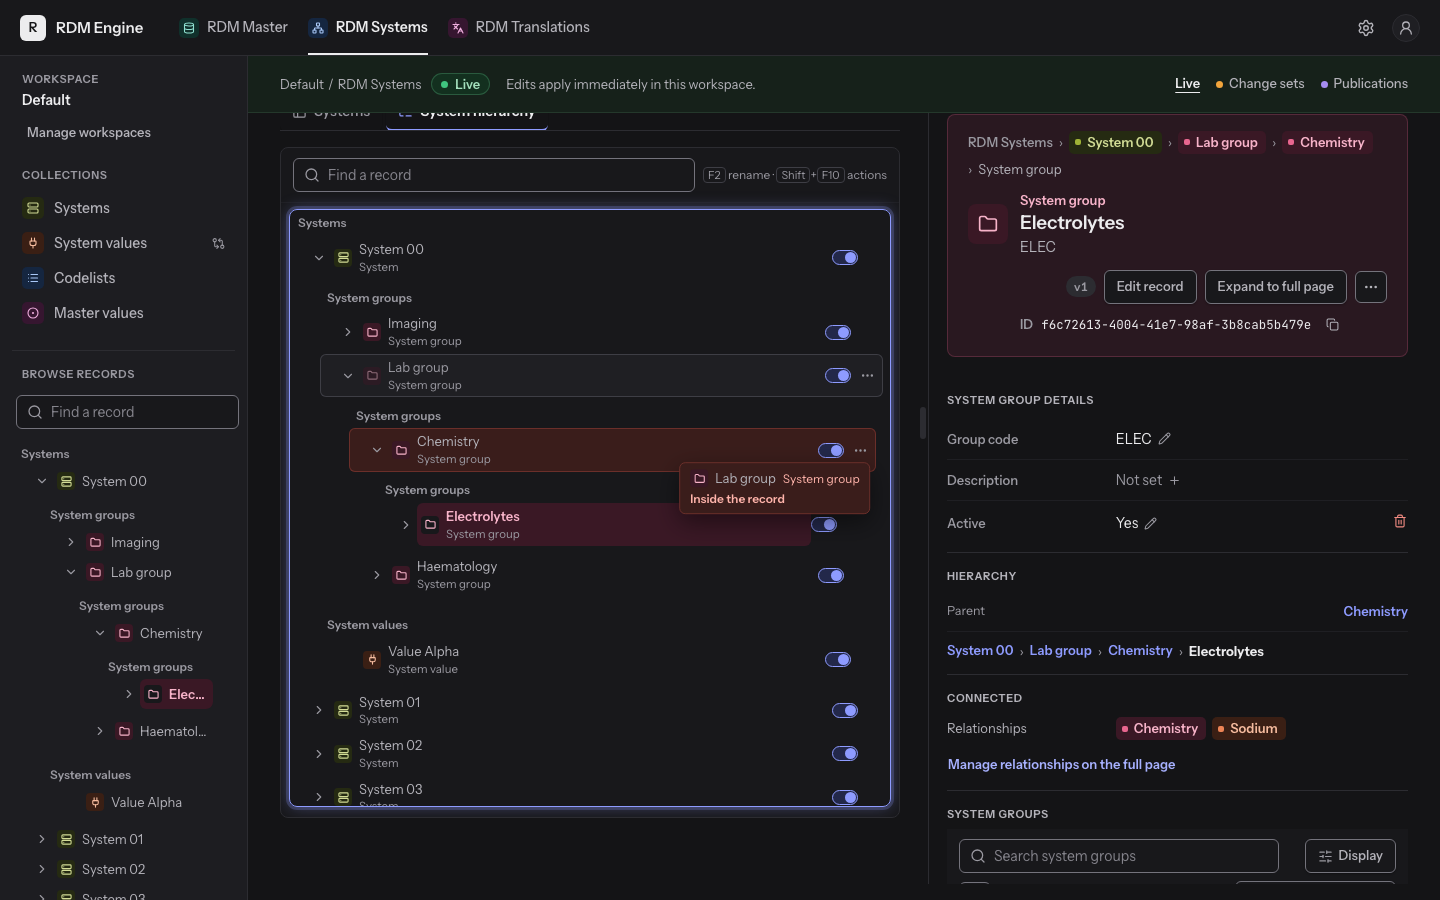 R RDM Engine RDM Master RDM Systems RDM Translations
WORKSPACE
Default
Manage workspaces
COLLECTIONS
Systems
System values
Codelists
Master values
BROWSE RECORDS
Find a record
Systems
System 00
System groups
Imaging
Lab group
System groups
Chemistry
System groups
Elec...
Haematol...
System values
Value Alpha
System 01
System 02
System 03
Default / RDM Systems Live Edits apply immediately in this workspace.
Live Change sets Publications
Systems System hierarchy
Find a record F2 rename · Shift + F10 actions
Systems
System 00
System
System groups
Imaging
System group
Lab group
System group
System groups
Chemistry
System group
Lab group System group
Inside the record
System groups
Electrolytes
System group
Haematology
System group
System values
Value Alpha
System value
System 01
System
System 02
System
System 03
System
RDM Systems › System 00 › Lab group › Chemistry
› System group
System group
Electrolytes
ELEC
v1 Edit record Expand to full page
ID f6c72613-4004-41e7-98af-3b8cab5b479e
SYSTEM GROUP DETAILS
Group code ELEC
Description Not set
Active Yes
HIERARCHY
Parent Chemistry
System 00 › Lab group › Chemistry › Electrolytes
CONNECTED
Relationships Chemistry Sodium
Manage relationships on the full page
SYSTEM GROUPS
Search system groups Display